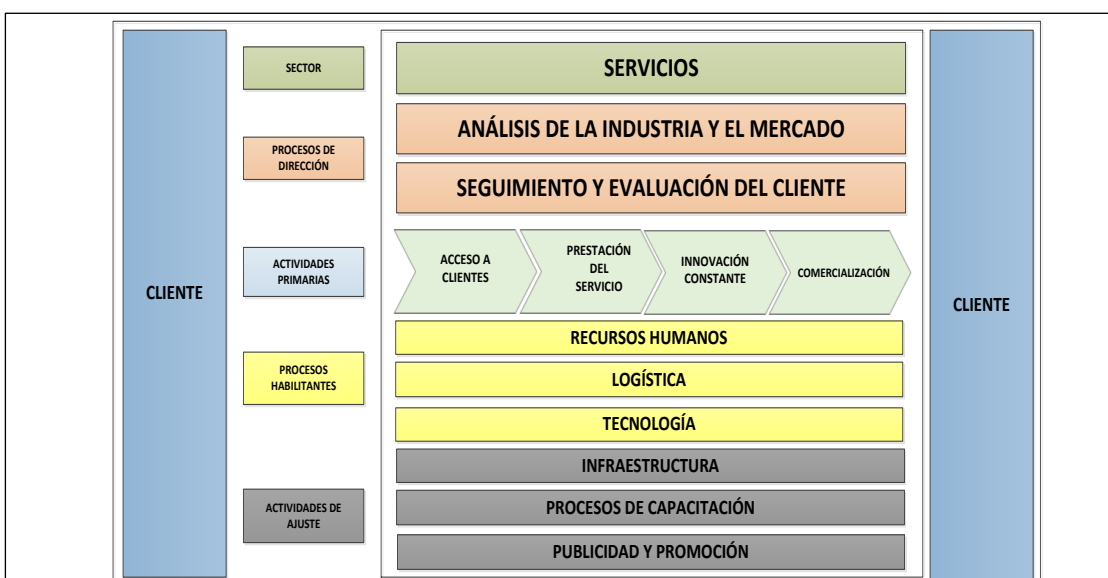 CLIENTE
SECTOR
SERVICIOS
PROCESOS DE
DIRECCIÓN
ANÁLISIS DE LA INDUSTRIA Y EL MERCADO
SEGUIMIENTO Y EVALUACIÓN DEL CLIENTE
ACTIVIDADES
PRIMARIAS
ACCESO A
CLIENTES
PRESTACIÓN
DEL
SERVICIO
INNOVACIÓN
CONSTANTE
COMERCIALIZACIÓN
PROCESOS
HABILITANTES
RECURSOS HUMANOS
LOGÍSTICA
TECNOLOGÍA
ACTIVIDADES DE
AJUSTE
INFRAESTRUCTURA
PROCESOS DE CAPACITACIÓN
PUBLICIDAD Y PROMOCIÓN
CLIENTE